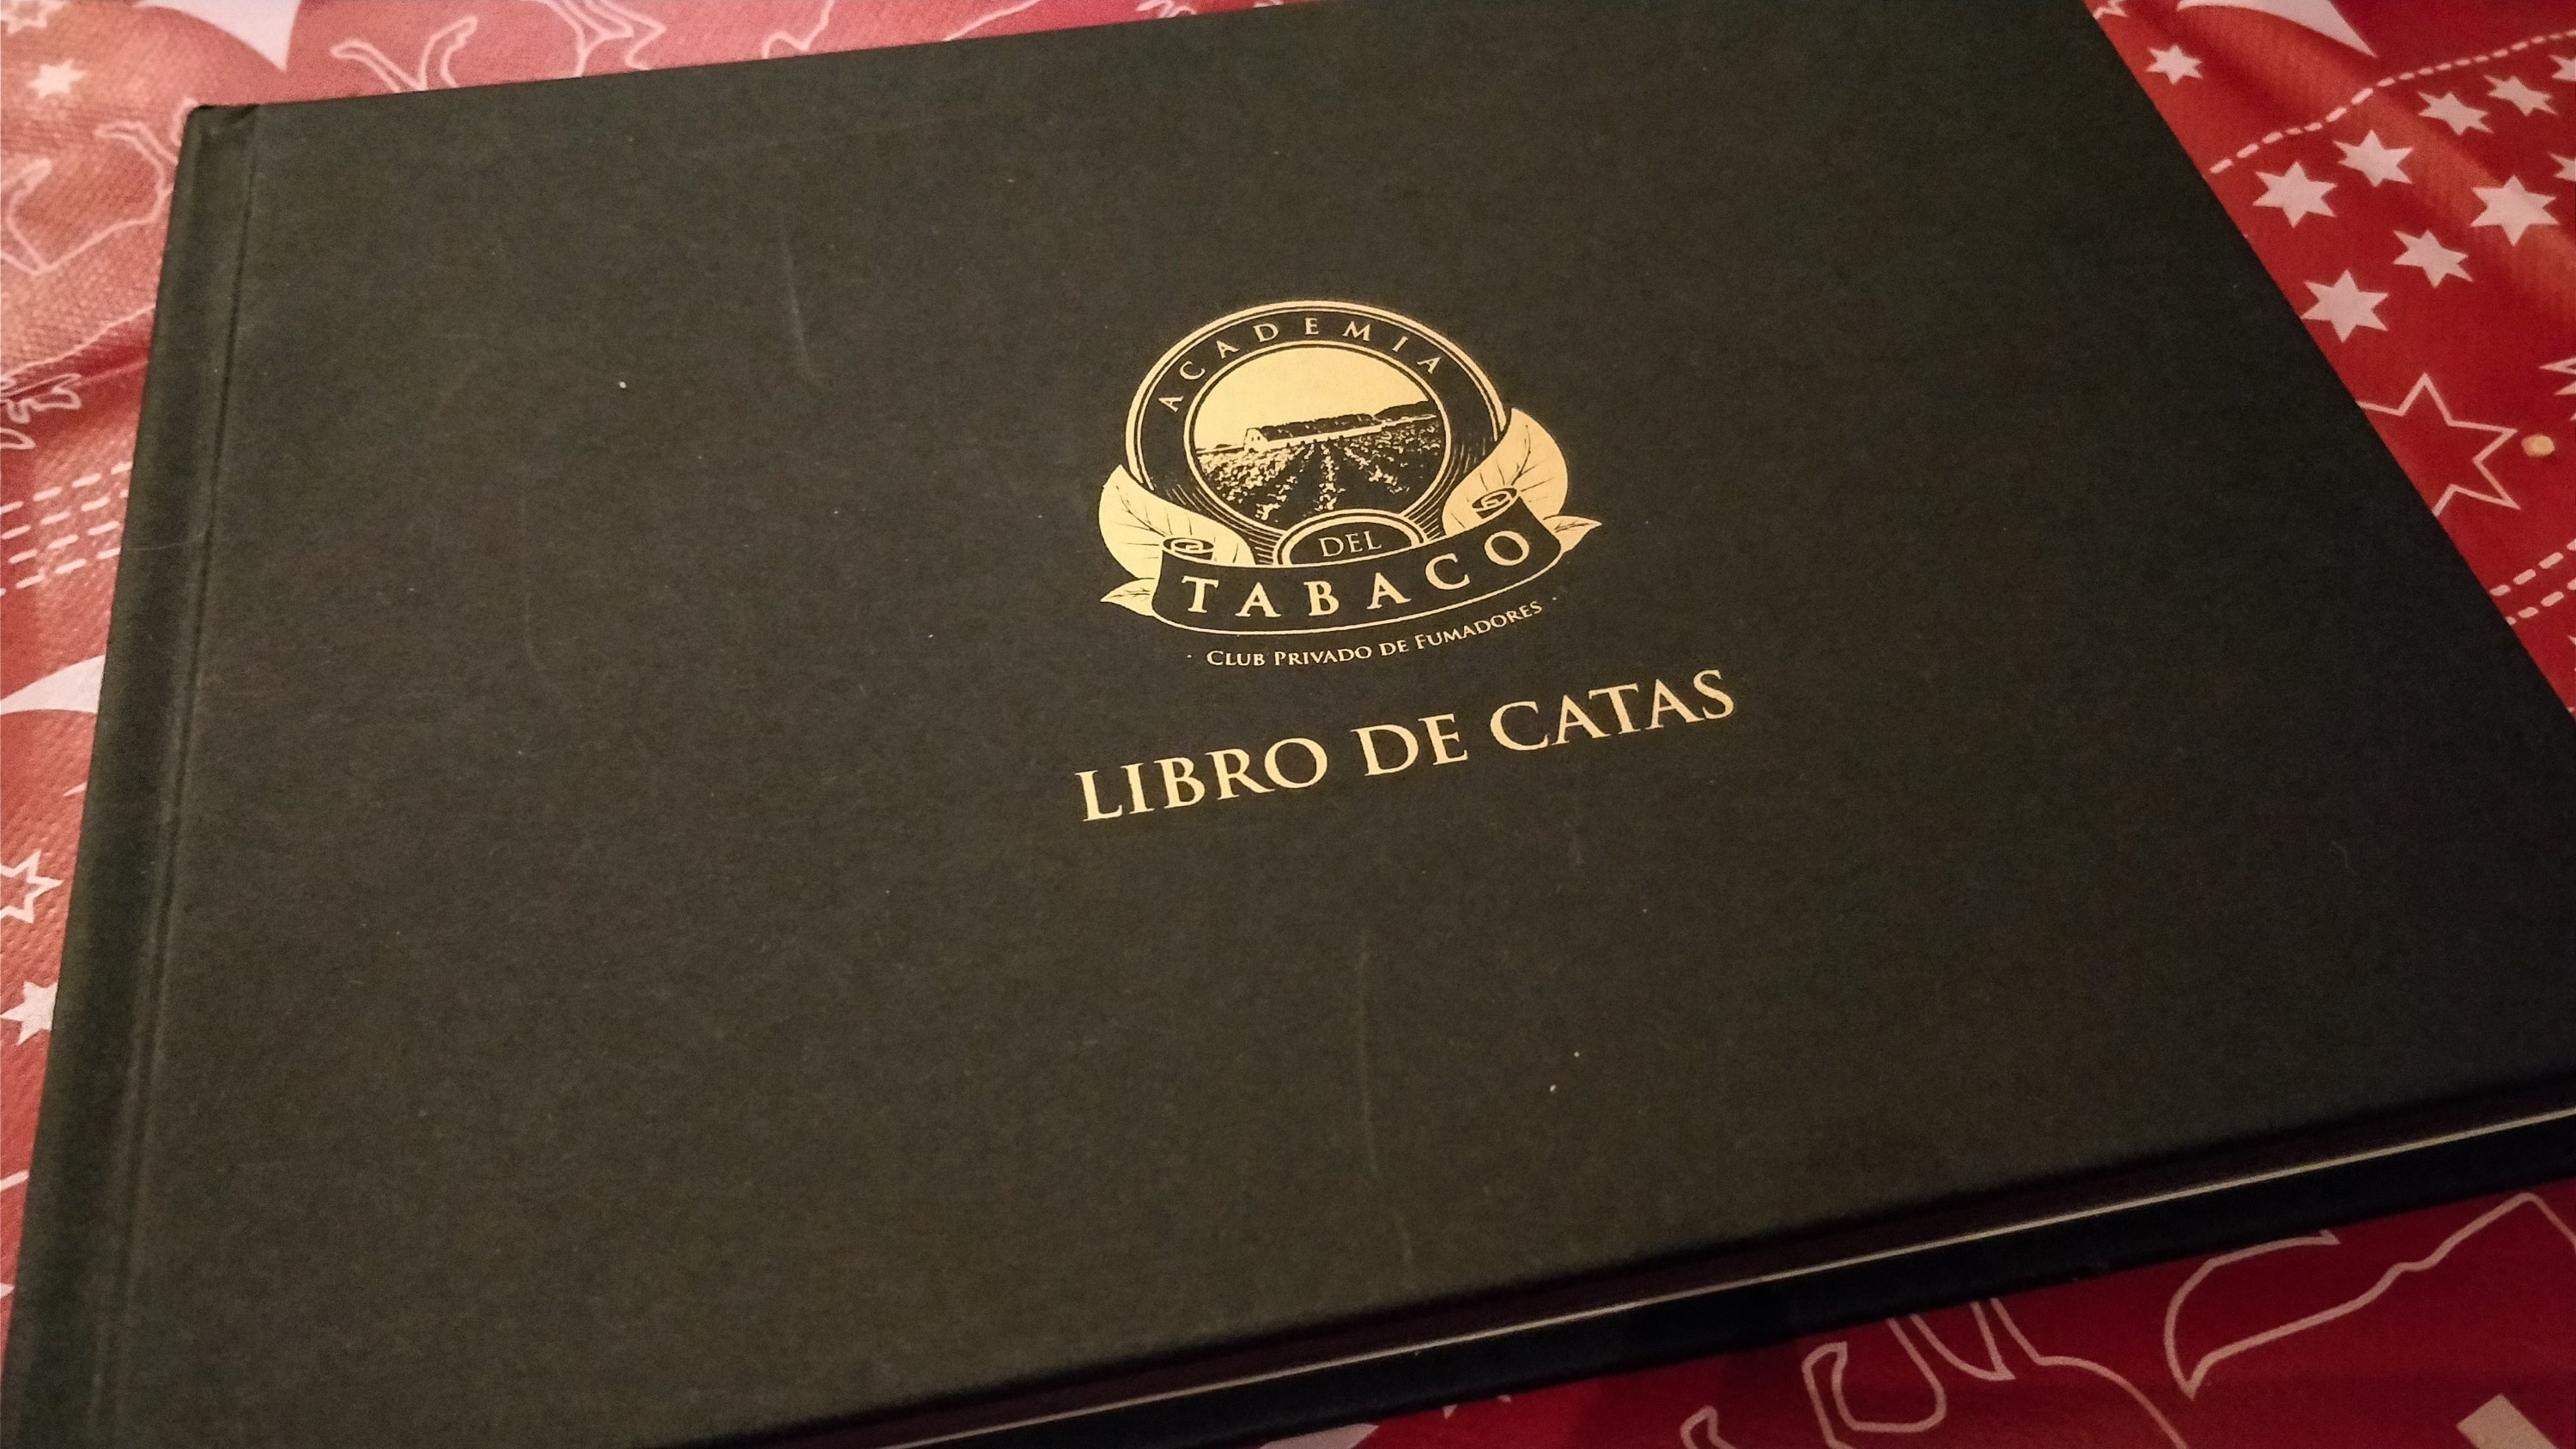 ACADEMIA
DEL
TABACO
· CLUB PRIVADO DE FUMADORES ·
LIBRO DE CATAS